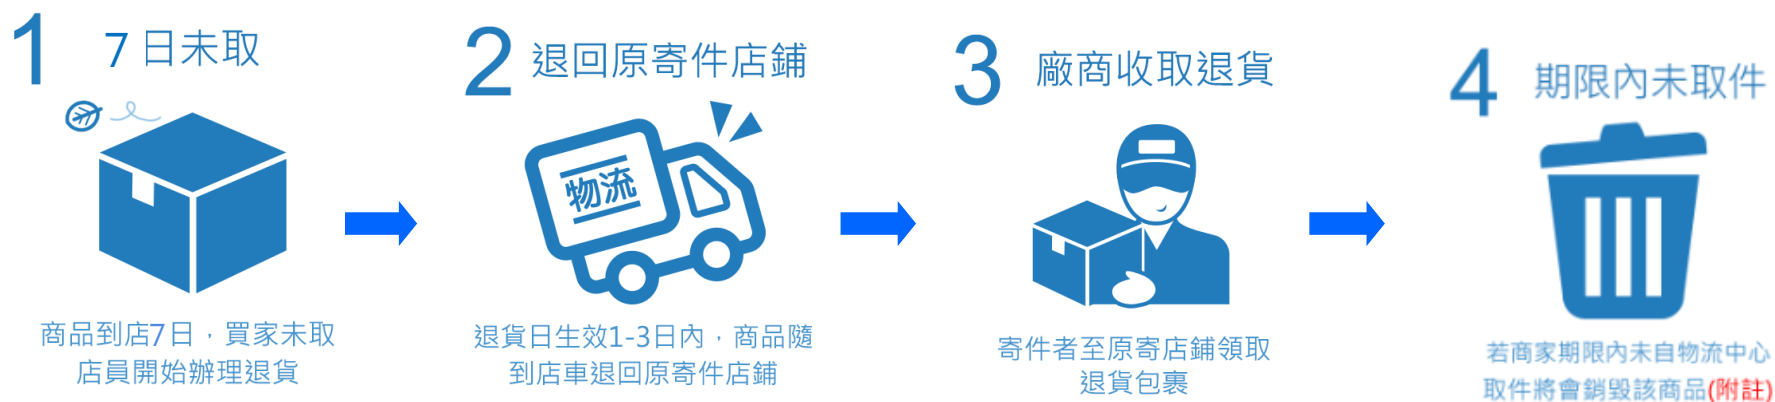 1 7日未取
物流
商品到店7日，買家未取
店員開始辦理退貨
2 退回原寄件店鋪
退貨日生效1-3日內，商品隨
到店車退回原寄件店鋪
3 廠商收取退貨
寄件者至原寄店鋪領取
退貨包裹
4 期限內未取件
若商家期限內未自物流中心
取件將會銷毀該商品(附註)